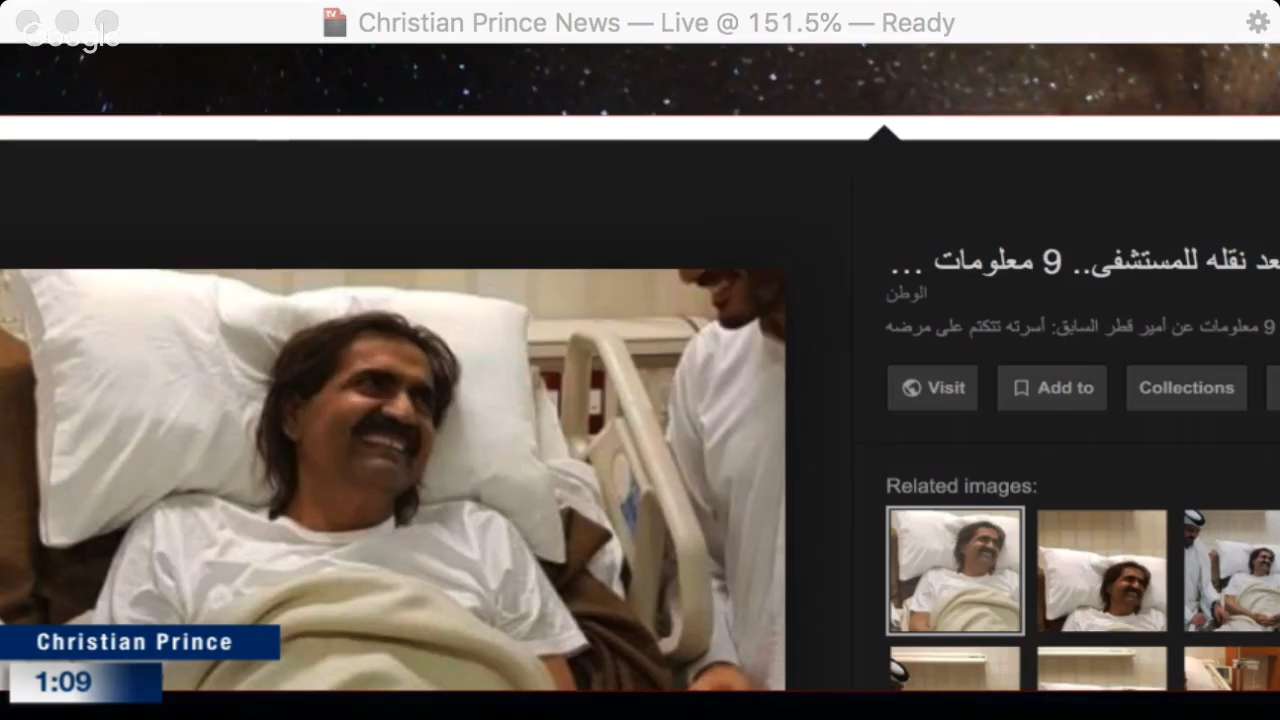 Christian Prince News — Live @ 151.5% — Ready
Google
بعد نقله للمستشفى.. 9 معلومات ...
الوطن
9 معلومات عن أمير قطر السابق: أسرته تتكتم على مرضه
Visit
Add to
Collections
Related images:
Christian Prince
1:09